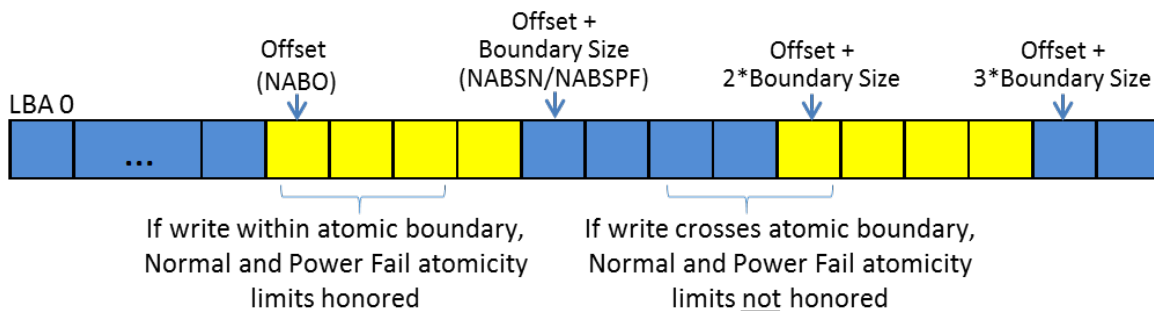 Offset
(NABO)
Offset +
Boundary Size
(NABSN/NABSPF)
Offset +
2*Boundary Size
Offset +
3*Boundary Size
LBA 0
...
If write within atomic boundary,
Normal and Power Fail atomicity
limits honored
If write crosses atomic boundary,
Normal and Power Fail atomicity
limits not honored